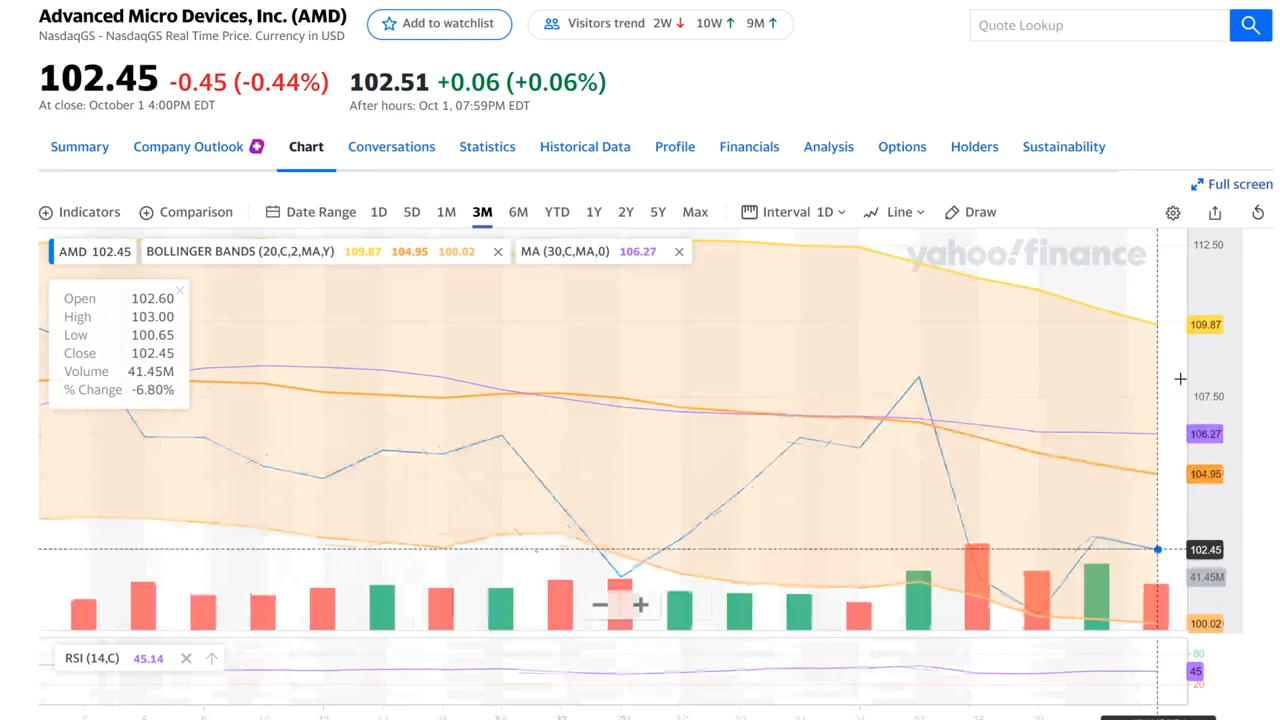 Advanced Micro Devices, Inc. (AMD)
NasdaqGS - NasdaqGS Real Time Price. Currency in USD
Add to watchlist
Visitors trend 2W ↓ 10W ↑ 9M ↑
Quote Lookup
102.45 -0.45 (-0.44%)
At close: October 1 4:00PM EDT
102.51 +0.06 (+0.06%)
After hours: Oct 1, 07:59PM EDT
Summary
Company Outlook
Chart
Conversations
Statistics
Historical Data
Profile
Financials
Analysis
Options
Holders
Sustainability
Full screen
Indicators
Comparison
Date Range
1D
5D
1M
3M
6M
YTD
1Y
2Y
5Y
Max
Interval 1D
Line
Draw
AMD 102.45
BOLLINGER BANDS (20,C,2,MA,Y) 109.87 104.95 100.02
MA (30,C,MA,0) 106.27
yahoo!finance
Open 102.60
High 103.00
Low 100.65
Close 102.45
Volume 41.45M
% Change -6.80%
112.50
109.87
107.50
106.27
104.95
102.45
41.45M
100.02
RSI (14,C) 45.14
80
45
20